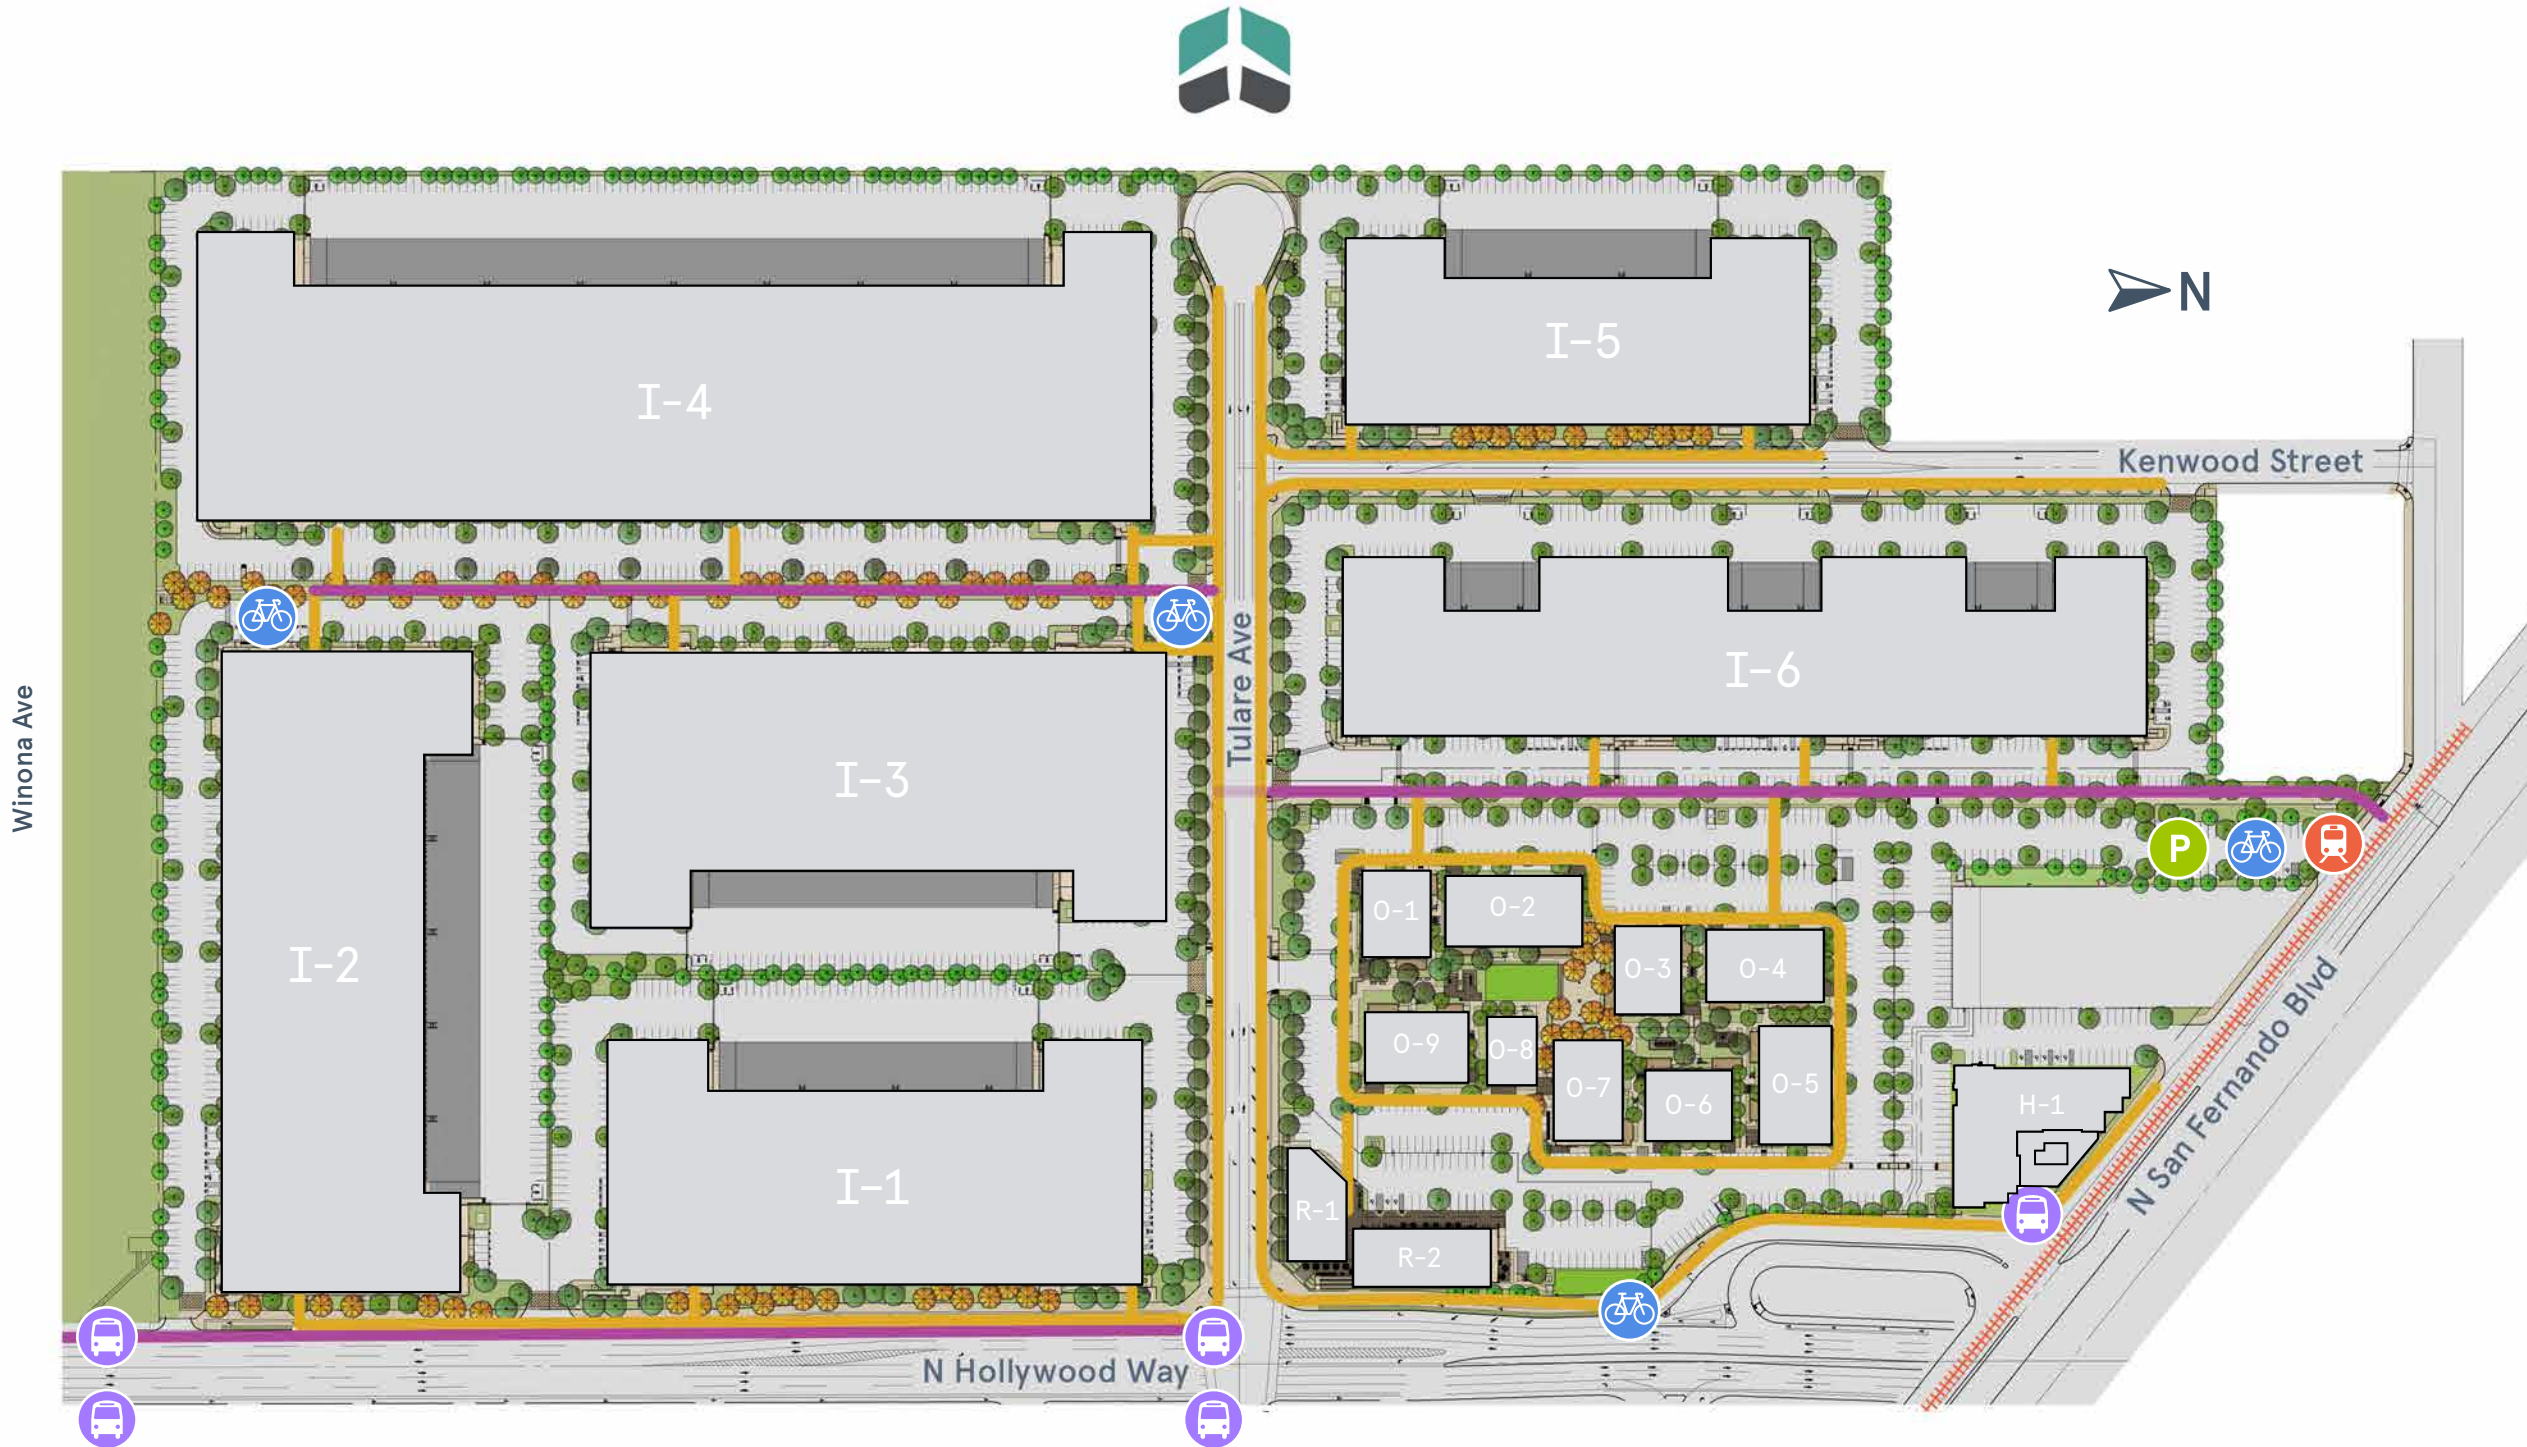 N
I-5
I-4
Kenwood Street
I-6
Tulare Ave
Winona Ave
I-3
P
O-1
O-2
I-2
O-3
O-4
N San Fernando Blvd
O-9
O-8
O-7
O-5
O-6
H-1
I-1
R-1
R-2
N Hollywood Way